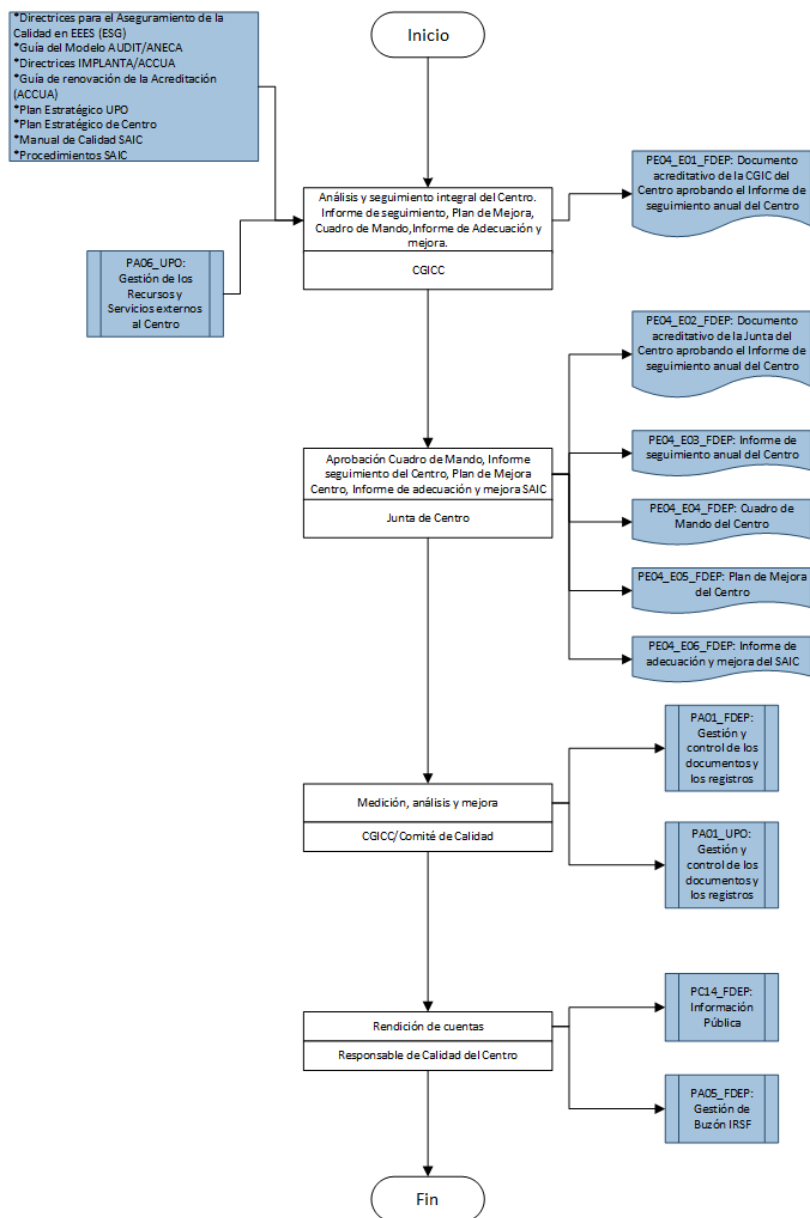 *Directrices para el Aseguramiento de la
Calidad en EEES (ESG)
*Guía del Modelo AUDIT/ANECA
*Directrices IMPLANTA/ACCUA
*Guía de renovación de la Acreditación
(ACCUA)
*Plan Estratégico UPO
*Plan Estratégico de Centro
*Manual de Calidad SAIC
*Procedimientos SAIC
Inicio
Análisis y seguimiento integral del Centro.
Informe de seguimiento, Plan de Mejora,
Cuadro de Mando,Informe de Adecuación y
mejora.
CGICC
PE04_E01_FDEP: Documento
acreditativo de la CGIC del
Centro aprobando el Informe de
seguimiento anual del Centro
PA06_UPO:
Gestión de los
Recursos y
Servicios externos
al Centro
PE04_E02_FDEP: Documento
acreditativo de la Junta del
Centro aprobando el Informe de
seguimiento anual del Centro
Aprobación Cuadro de Mando, Informe
seguimiento del Centro, Plan de Mejora
Centro, Informe de adecuación y mejora SAIC
Junta de Centro
PE04_E03_FDEP: Informe de
seguimiento anual del Centro
PE04_E04_FDEP: Cuadro de
Mando del Centro
PE04_E05_FDEP: Plan de Mejora
del Centro
PE04_E06_FDEP: Informe de
adecuación y mejora del SAIC
PA01_FDEP:
Gestión y
control de los
documentos y
los registros
Medición, análisis y mejora
CGICC/Comité de Calidad
PA01_UPO:
Gestión y
control de los
documentos y
los registros
PC14_FDEP:
Información
Pública
Rendición de cuentas
Responsable de Calidad del Centro
PA05_FDEP:
Gestión de
Buzón IRSF
Fin